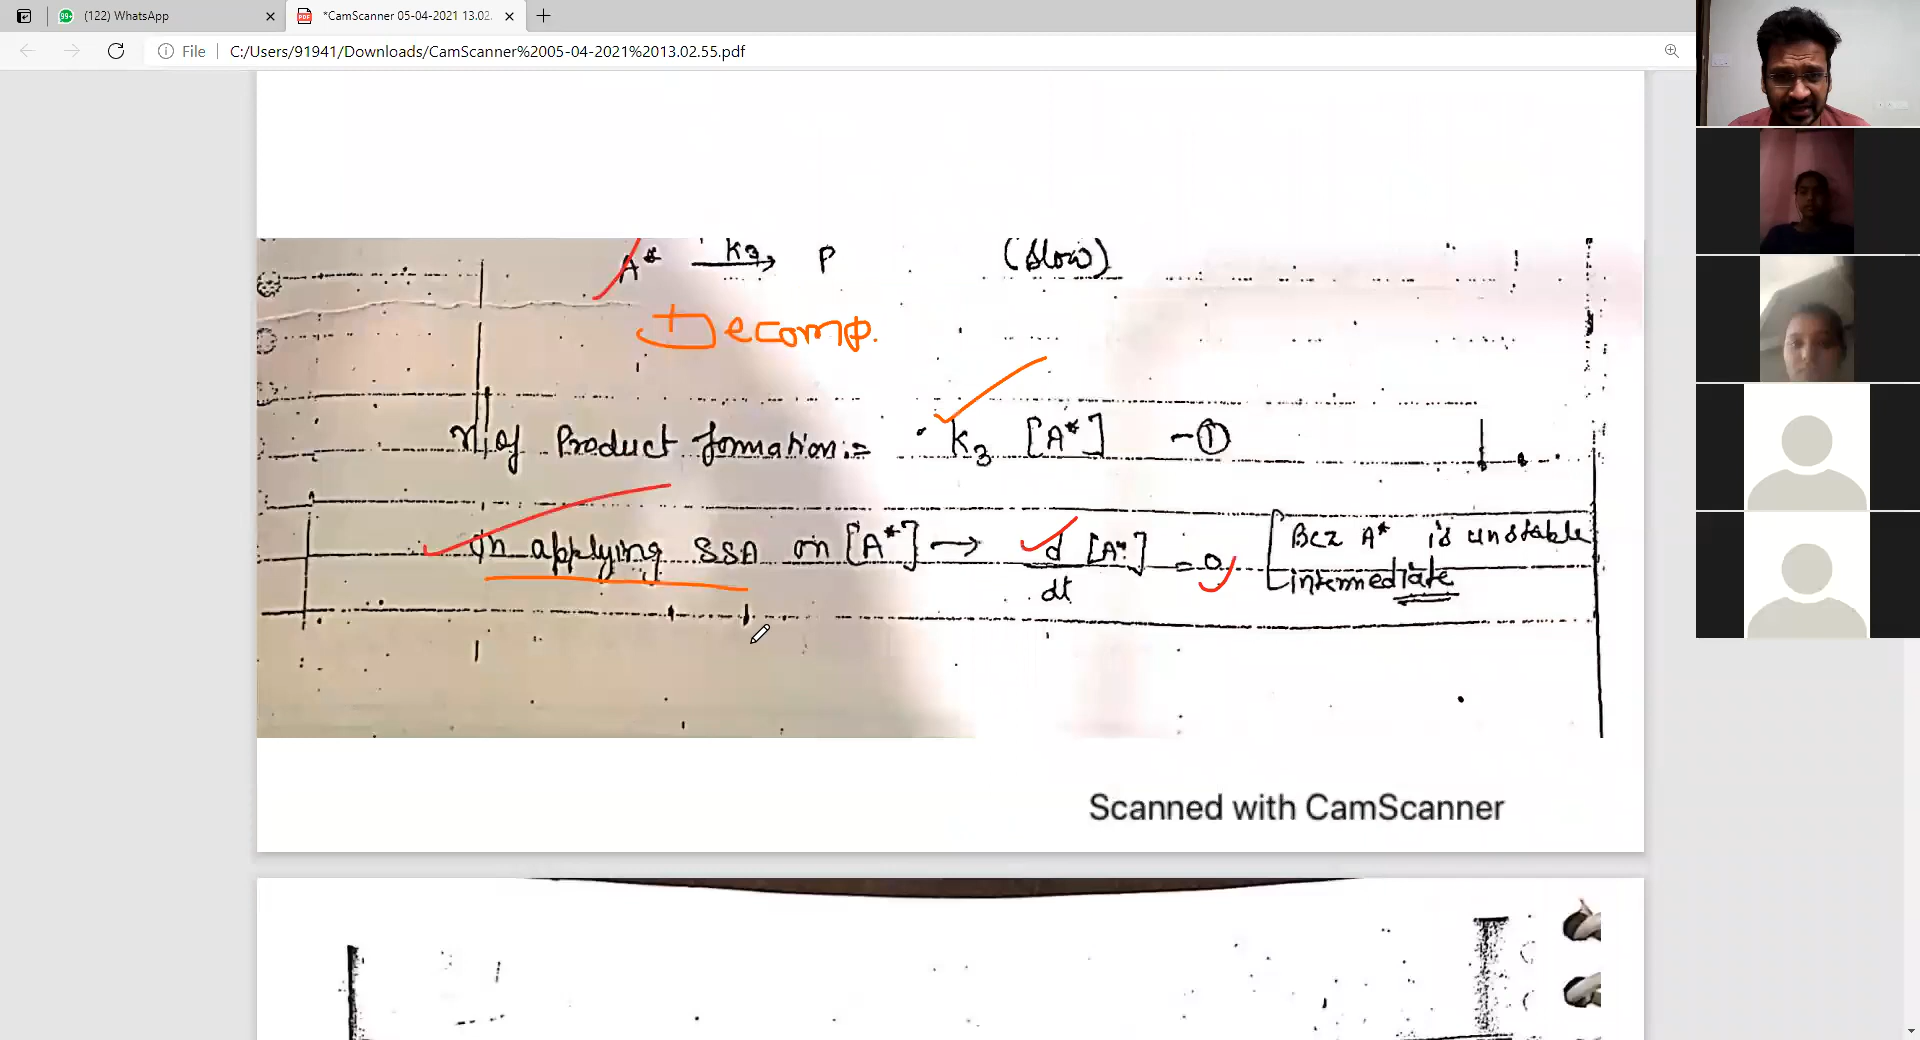 (122) WhatsApp
*CamScanner 05-04-2021 13.02.
File
C:/Users/91941/Downloads/CamScanner%2005-04-2021%2013.02.55.pdf
A* K3 P (Slow)
Decomp.
r. of Product formation:= K3 [A*] - ①
On applying SSA on [A*] → d [A*] = 0 [Bcz A* is unstable
dt intermediate
Scanned with CamScanner